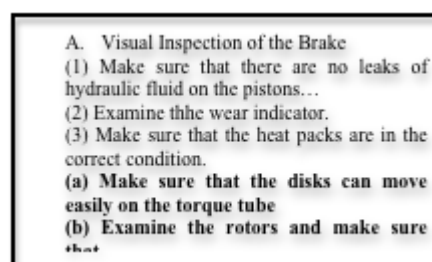 A. Visual Inspection of the Brake
(1) Make sure that there are no leaks of
hydraulic fluid on the pistons…
(2) Examine thhe wear indicator.
(3) Make sure that the heat packs are in the
correct condition.
(a) Make sure that the disks can move
easily on the torque tube
(b) Examine the rotors and make sure
that